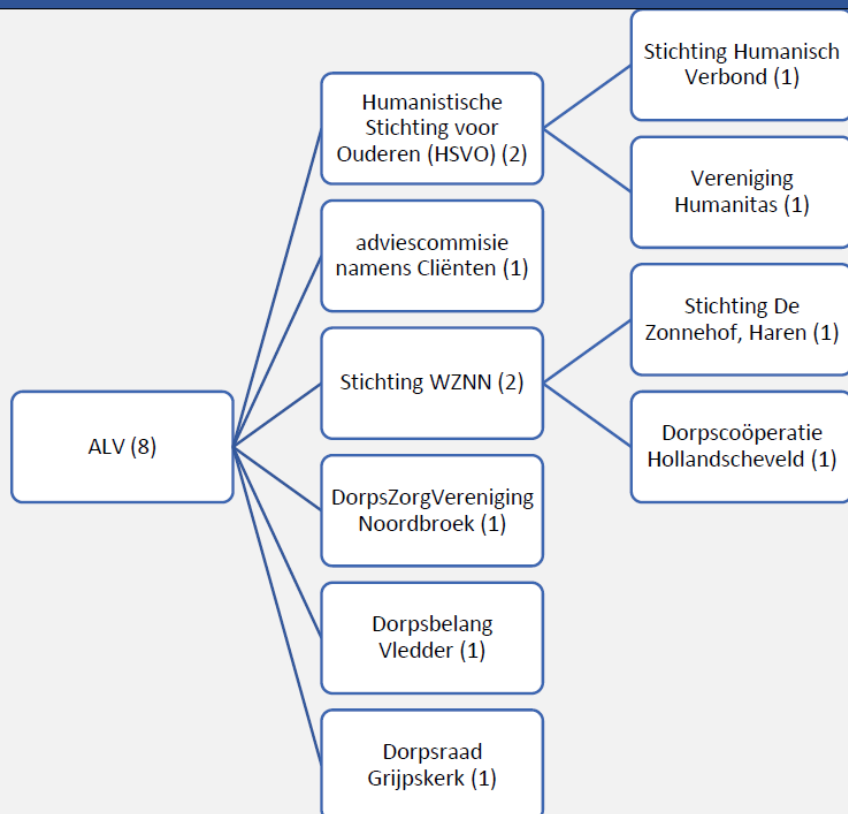 ALV (8)
Humanistische
Stichting voor
Ouderen (HSVO) (2)
Stichting Humanisch
Verbond (1)
Vereniging
Humanitas (1)
adviescommisie
namens Cliënten (1)
Stichting WZNN (2)
Stichting De
Zonnehof, Haren (1)
Dorpscoöperatie
Hollandscheveld (1)
DorpsZorgVereniging
Noordbroek (1)
Dorpsbelang
Vledder (1)
Dorpsraad
Grijpskerk (1)